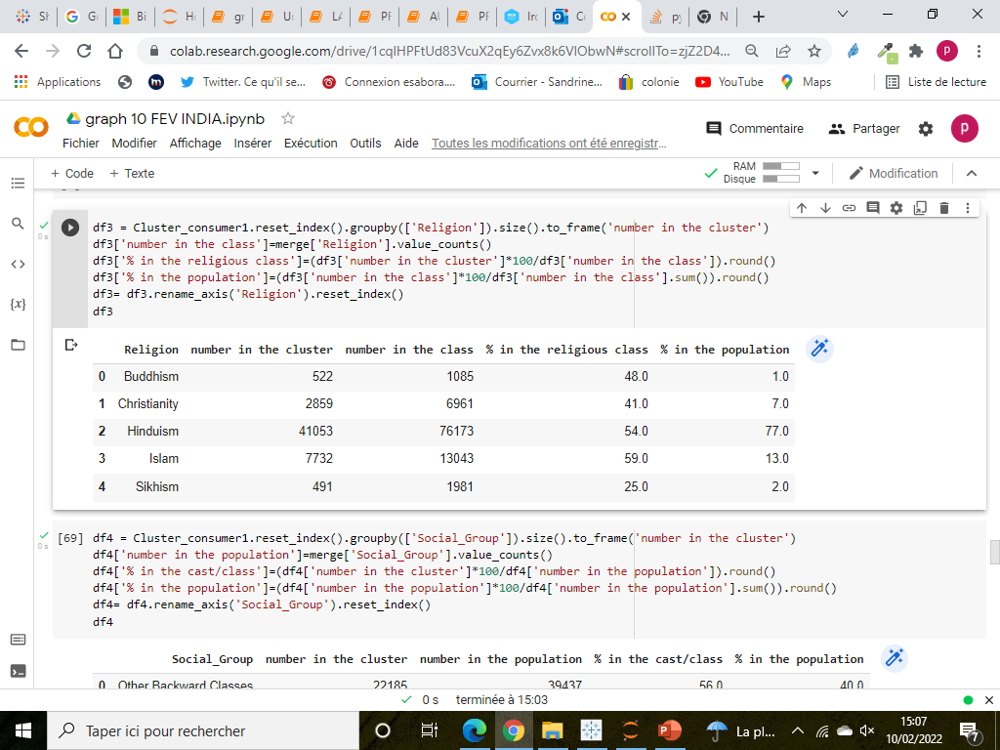 Sh
G
Bi
H
gr
U
L
Pf
Al
Pf
Iro
C
py
N
colab.research.google.com/drive/1cqlHPFtUd83VcuX2qEy6Zvx8k6VIObwN#scrollTo=zjZ2D4...
P
Applications
Twitter. Ce qu'il se...
Connexion esabora....
Courrier - Sandrine...
colonie
YouTube
Maps
Liste de lecture
graph 10 FEV INDIA.ipynb
Commentaire
Partager
P
Fichier Modifier Affichage Insérer Exécution Outils Aide Toutes les modifications ont été enregistr…
+ Code + Texte
RAM
Disque
Modification
0 s
df3 = Cluster_consumer1.reset_index().groupby(['Religion']).size().to_frame('number in the cluster')
df3['number in the class']=merge['Religion'].value_counts()
df3['% in the religious class']=(df3['number in the cluster']*100/df3['number in the class']).round()
df3['% in the population']=(df3['number in the class']*100/df3['number in the class'].sum()).round()
df3= df3.rename_axis('Religion').reset_index()
df3
Religion number in the cluster number in the class % in the religious class % in the population
0 Buddhism 522 1085 48.0 1.0
1 Christianity 2859 6961 41.0 7.0
2 Hinduism 41053 76173 54.0 77.0
3 Islam 7732 13043 59.0 13.0
4 Sikhism 491 1981 25.0 2.0
0 s
[69] df4 = Cluster_consumer1.reset_index().groupby(['Social_Group']).size().to_frame('number in the cluster')
df4['number in the population']=merge['Social_Group'].value_counts()
df4['% in the cast/class']=(df4['number in the cluster']*100/df4['number in the population']).round()
df4['% in the population']=(df4['number in the population']*100/df4['number in the population'].sum()).round()
df4= df4.rename_axis('Social_Group').reset_index()
df4
Social_Group number in the cluster number in the population % in the cast/class % in the population
0 Other Backward Classes 22185 39437 56.0 40.0
0 s terminée à 15:03
Taper ici pour rechercher
La pl...
15:07
10/02/2022
7